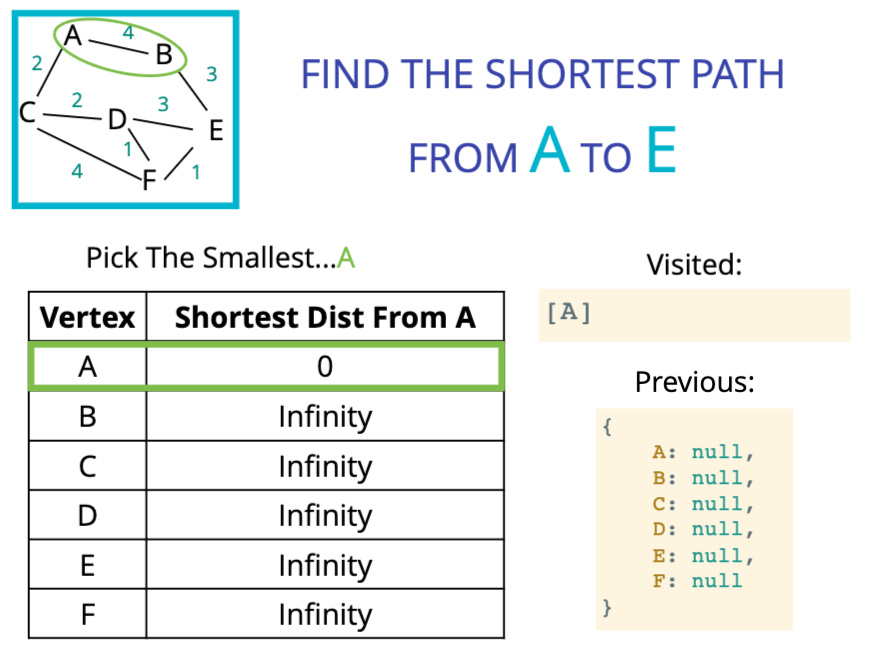 A 4 B
2 3
C 2 D 3 E
1
4 F 1
FIND THE SHORTEST PATH
FROM A TO E
Pick The Smallest...A
Vertex Shortest Dist From A
A 0
B Infinity
C Infinity
D Infinity
E Infinity
F Infinity
Visited:
[A]
Previous:
{
A: null,
B: null,
C: null,
D: null,
E: null,
F: null
}